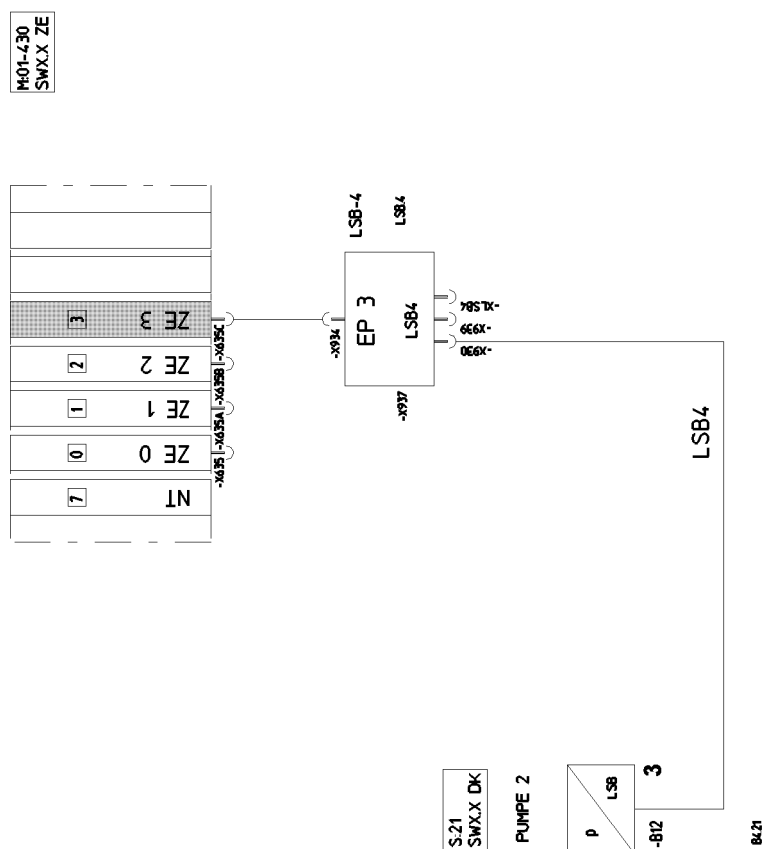 M:01-430
SWX.X ZE
LSB-4
LSB.4
3
ZE 3
-X635C
-X934
EP 3
LSB4
-XLSB4
-X939
-X930
2
ZE 2
-X635B
1
ZE 1
-X635A
-X937
0
ZE 0
-X635
LSB4
7
NT
S:21
SWX.X DK
PUMPE 2
LSB
3
p
-B12
B421